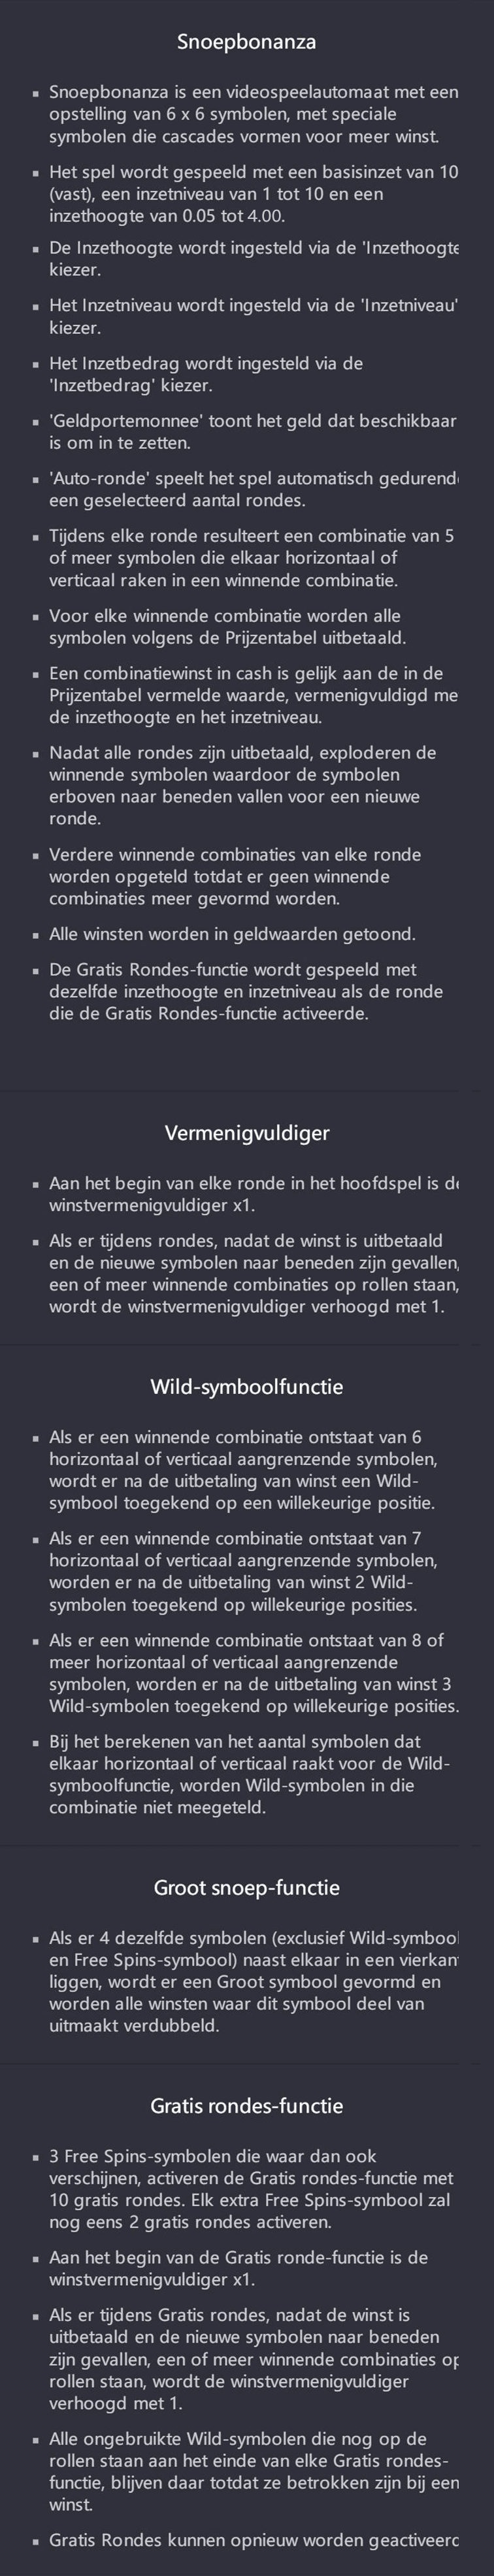 Snoepbonanza
▪ Snoepbonanza is een videospeelautomaat met een
opstelling van 6 x 6 symbolen, met speciale
symbolen die cascades vormen voor meer winst.
▪ Het spel wordt gespeeld met een basisinzet van 10
(vast), een inzetniveau van 1 tot 10 en een
inzethoogte van 0.05 tot 4.00.
▪ De Inzethoogte wordt ingesteld via de 'Inzethoogte
kiezer.
▪ Het Inzetniveau wordt ingesteld via de 'Inzetniveau'
kiezer.
▪ Het Inzetbedrag wordt ingesteld via de
'Inzetbedrag' kiezer.
▪ 'Geldportemonnee' toont het geld dat beschikbaar
is om in te zetten.
▪ 'Auto-ronde' speelt het spel automatisch gedurend
een geselecteerd aantal rondes.
▪ Tijdens elke ronde resulteert een combinatie van 5
of meer symbolen die elkaar horizontaal of
verticaal raken in een winnende combinatie.
▪ Voor elke winnende combinatie worden alle
symbolen volgens de Prijzentabel uitbetaald.
▪ Een combinatiewinst in cash is gelijk aan de in de
Prijzentabel vermelde waarde, vermenigvuldigd me
de inzethoogte en het inzetniveau.
▪ Nadat alle rondes zijn uitbetaald, exploderen de
winnende symbolen waardoor de symbolen
erboven naar beneden vallen voor een nieuwe
ronde.
▪ Verdere winnende combinaties van elke ronde
worden opgeteld totdat er geen winnende
combinaties meer gevormd worden.
▪ Alle winsten worden in geldwaarden getoond.
▪ De Gratis Rondes-functie wordt gespeeld met
dezelfde inzethoogte en inzetniveau als de ronde
die de Gratis Rondes-functie activeerde.
Vermenigvuldiger
▪ Aan het begin van elke ronde in het hoofdspel is de
winstvermenigvuldiger x1.
▪ Als er tijdens rondes, nadat de winst is uitbetaald
en de nieuwe symbolen naar beneden zijn gevallen,
een of meer winnende combinaties op rollen staan,
wordt de winstvermenigvuldiger verhoogd met 1.
Wild-symboolfunctie
▪ Als er een winnende combinatie ontstaat van 6
horizontaal of verticaal aangrenzende symbolen,
wordt er na de uitbetaling van winst een Wild-
symbool toegekend op een willekeurige positie.
▪ Als er een winnende combinatie ontstaat van 7
horizontaal of verticaal aangrenzende symbolen,
worden er na de uitbetaling van winst 2 Wild-
symbolen toegekend op willekeurige posities.
▪ Als er een winnende combinatie ontstaat van 8 of
meer horizontaal of verticaal aangrenzende
symbolen, worden er na de uitbetaling van winst 3
Wild-symbolen toegekend op willekeurige posities.
▪ Bij het berekenen van het aantal symbolen dat
elkaar horizontaal of verticaal raakt voor de Wild-
symboolfunctie, worden Wild-symbolen in die
combinatie niet meegeteld.
Groot snoep-functie
▪ Als er 4 dezelfde symbolen (exclusief Wild-symbool
en Free Spins-symbool) naast elkaar in een vierkant
liggen, wordt er een Groot symbool gevormd en
worden alle winsten waar dit symbool deel van
uitmaakt verdubbeld.
Gratis rondes-functie
▪ 3 Free Spins-symbolen die waar dan ook
verschijnen, activeren de Gratis rondes-functie met
10 gratis rondes. Elk extra Free Spins-symbool zal
nog eens 2 gratis rondes activeren.
▪ Aan het begin van de Gratis ronde-functie is de
winstvermenigvuldiger x1.
▪ Als er tijdens Gratis rondes, nadat de winst is
uitbetaald en de nieuwe symbolen naar beneden
zijn gevallen, een of meer winnende combinaties op
rollen staan, wordt de winstvermenigvuldiger
verhoogd met 1.
▪ Alle ongebruikte Wild-symbolen die nog op de
rollen staan aan het einde van elke Gratis rondes-
functie, blijven daar totdat ze betrokken zijn bij een
winst.
▪ Gratis Rondes kunnen opnieuw worden geactiveerd